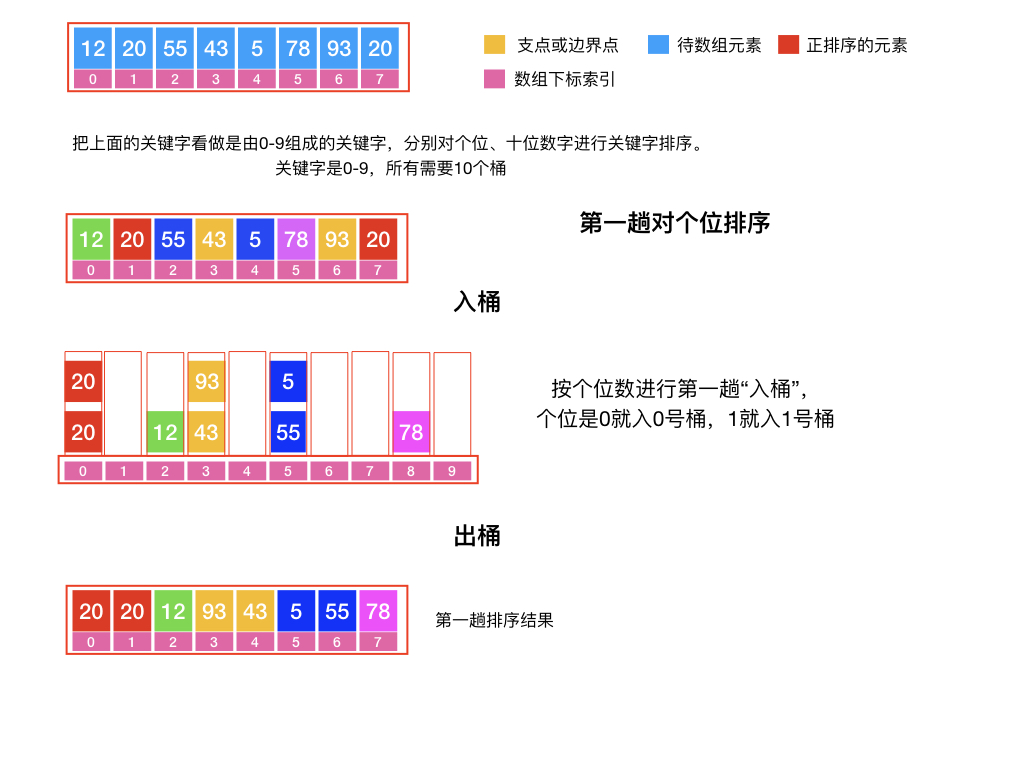 12 20 55 43 5 78 93 20
0 1 2 3 4 5 6 7
支点或边界点 待数组元素 正排序的元素
数组下标索引
把上面的关键字看做是由0-9组成的关键字，分别对个位、十位数字进行关键字排序。
关键字是0-9，所有需要10个桶
第一趟对个位排序
12 20 55 43 5 78 93 20
0 1 2 3 4 5 6 7
入桶
20 93 5
20 12 43 55 78
0 1 2 3 4 5 6 7 8 9
按个位数进行第一趟“入桶”，
个位是0就入0号桶，1就入1号桶
出桶
20 20 12 93 43 5 55 78
0 1 2 3 4 5 6 7
第一趟排序结果